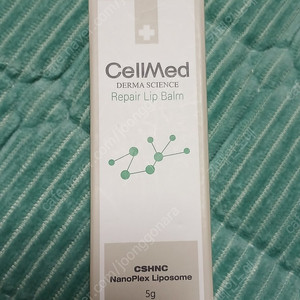 CellMed
DERMA SCIENCE
Repair Lip Balm
CSHNC
NanoPlex Liposome
5g